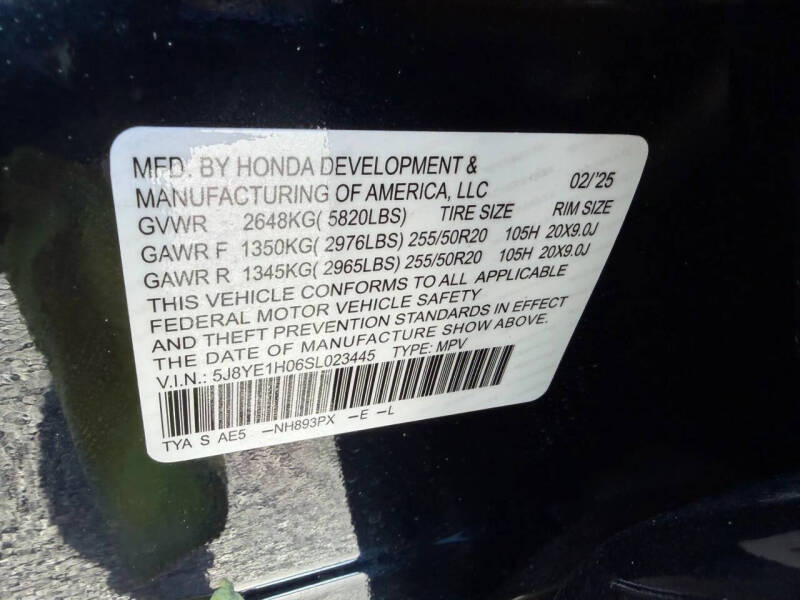 MFD. BY HONDA DEVELOPMENT &
MANUFACTURING OF AMERICA, LLC 02/'25
GVWR 2648KG( 5820LBS) TIRE SIZE RIM SIZE
GAWR F 1350KG( 2976LBS) 255/50R20 105H 20X9.0J
GAWR R 1345KG( 2965LBS) 255/50R20 105H 20X9.0J
THIS VEHICLE CONFORMS TO ALL APPLICABLE
FEDERAL MOTOR VEHICLE SAFETY
AND THEFT PREVENTION STANDARDS IN EFFECT
THE DATE OF MANUFACTURE SHOW ABOVE.
V.I.N.: 5J8YE1H06SL023445 TYPE: MPV
TYA S AE5 -NH893PX -E -L